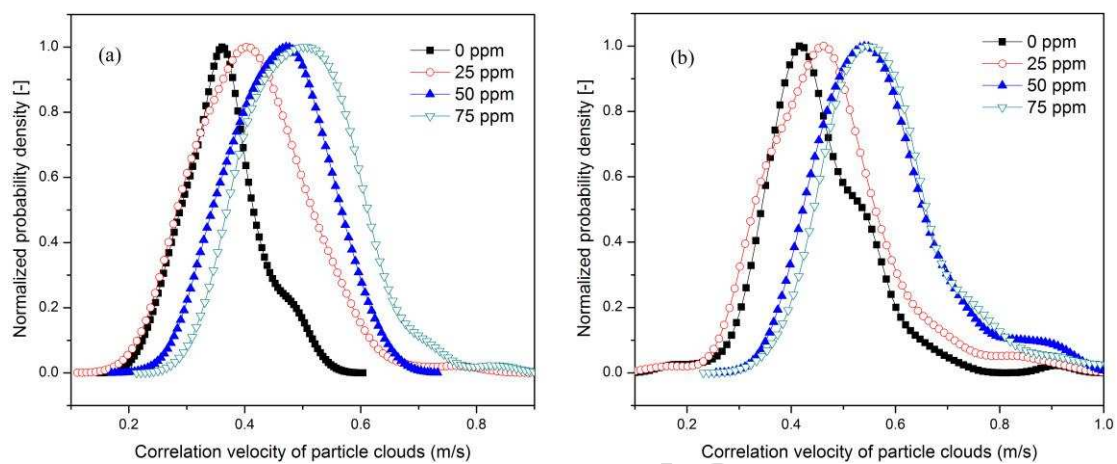 (a)
0 ppm
25 ppm
50 ppm
75 ppm
Normalized probability density [-]
1.0
0.8
0.6
0.4
0.2
0.0
0.2 0.4 0.6 0.8
Correlation velocity of particle clouds (m/s)
(b)
0 ppm
25 ppm
50 ppm
75 ppm
Normalized probability density [-]
1.0
0.8
0.6
0.4
0.2
0.0
0.2 0.4 0.6 0.8 1.0
Correlation velocity of particle clouds (m/s)